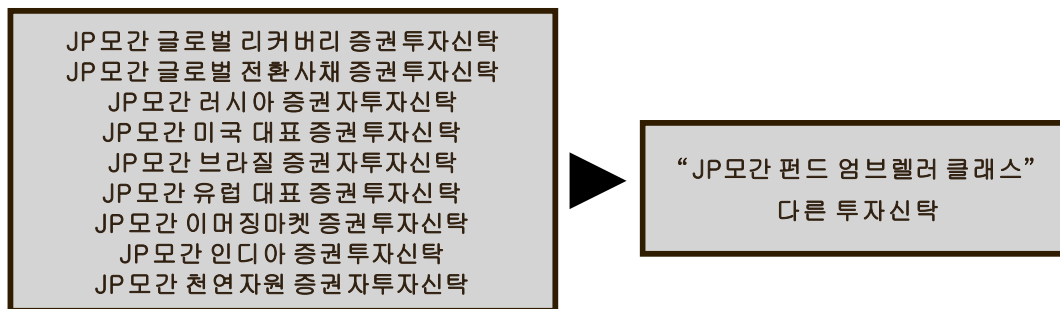 JP모간 글로벌 리커버리 증권투자신탁
JP모간 글로벌 전환사채 증권투자신탁
JP모간 러시아 증권자투자신탁
JP모간 미국 대표 증권투자신탁
JP모간 브라질 증권자투자신탁
JP모간 유럽 대표 증권투자신탁
JP모간 이머징마켓 증권투자신탁
JP모간 인디아 증권투자신탁
JP모간 천연자원 증권자투자신탁
“JP모간 펀드 엄브렐러 클래스”
다른 투자신탁